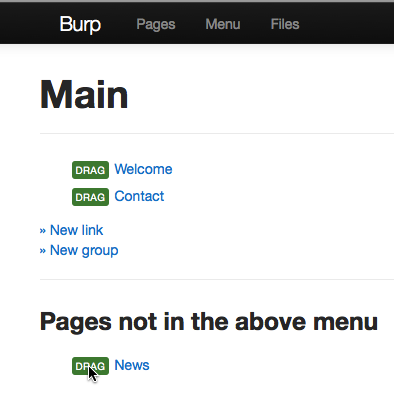 Burp Pages Menu Files
Main
DRAG Welcome
DRAG Contact
» New link
» New group
Pages not in the above menu
DRAG News